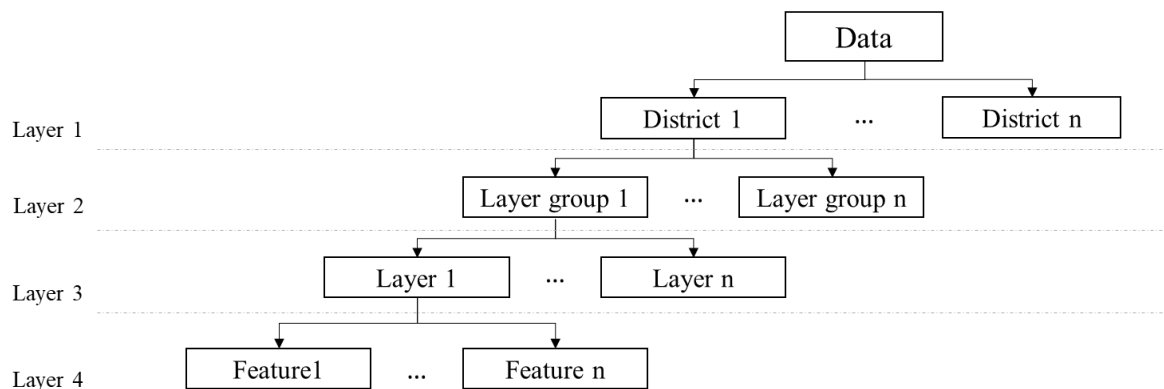 Data
Layer 1
District 1
...
District n
Layer 2
Layer group 1
...
Layer group n
Layer 3
Layer 1
...
Layer n
Layer 4
Feature1
...
Feature n